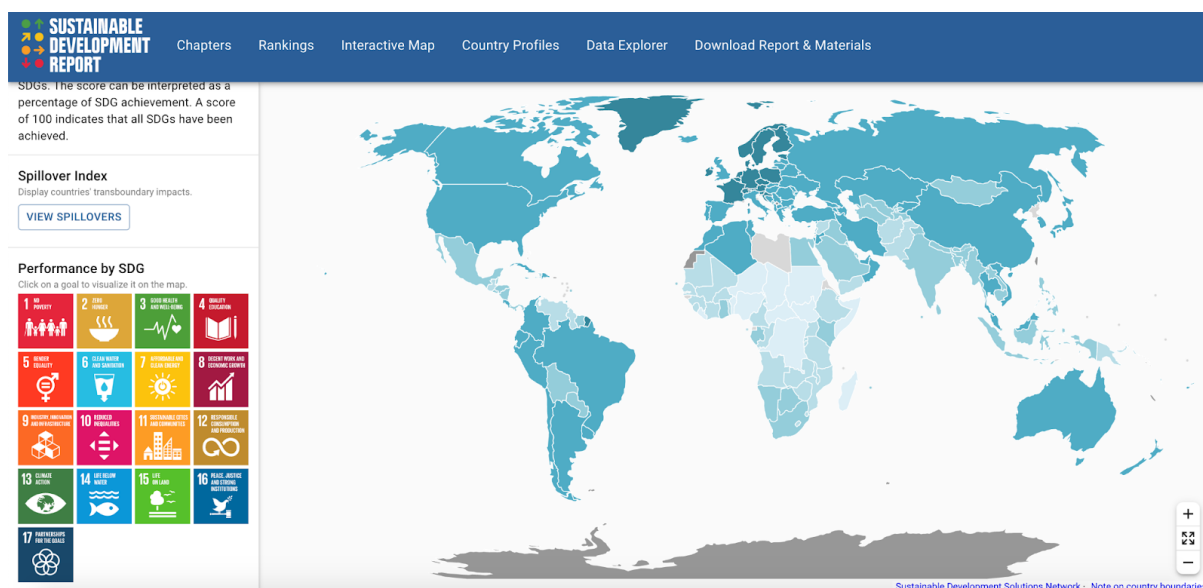 SUSTAINABLE
DEVELOPMENT
REPORT
Chapters
Rankings
Interactive Map
Country Profiles
Data Explorer
Download Report & Materials
SDGs. The score can be interpreted as a
percentage of SDG achievement. A score
of 100 indicates that all SDGs have been
achieved.
Spillover Index
Display countries' transboundary impacts.
VIEW SPILLOVERS
Performance by SDG
Click on a goal to visualize it on the map.
1 NO
POVERTY
2 ZERO
HUNGER
3 GOOD HEALTH
AND WELL-BEING
4 QUALITY
EDUCATION
5 GENDER
EQUALITY
6 CLEAN WATER
AND SANITATION
7 AFFORDABLE AND
CLEAN ENERGY
8 DECENT WORK AND
ECONOMIC GROWTH
9 INDUSTRY, INNOVATION
AND INFRASTRUCTURE
10 REDUCED
INEQUALITIES
11 SUSTAINABLE CITIES
AND COMMUNITIES
12 RESPONSIBLE
CONSUMPTION
AND PRODUCTION
13 CLIMATE
ACTION
14 LIFE BELOW
WATER
15 LIFE
ON LAND
16 PEACE, JUSTICE
AND STRONG
INSTITUTIONS
17 PARTNERSHIPS
FOR THE GOALS
+
−
Sustainable Development Solutions Network - Note on country boundaries